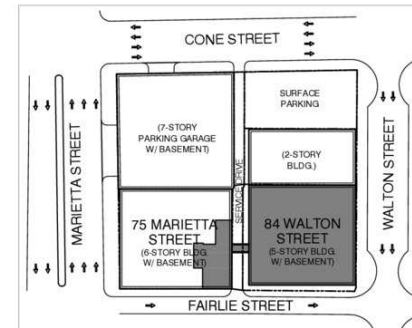 CONE STREET
SURFACE
PARKING
(7-STORY
PARKING GARAGE
W/ BASEMENT)
(2-STORY
BLDG.)
MARIETTA STREET
SERVICE DRIVE
WALTON STREET
75 MARIETTA
STREET
(6-STORY BLDG.
W/ BASEMENT)
84 WALTON
STREET
(5-STORY BLDG.
W/ BASEMENT)
FAIRLIE STREET